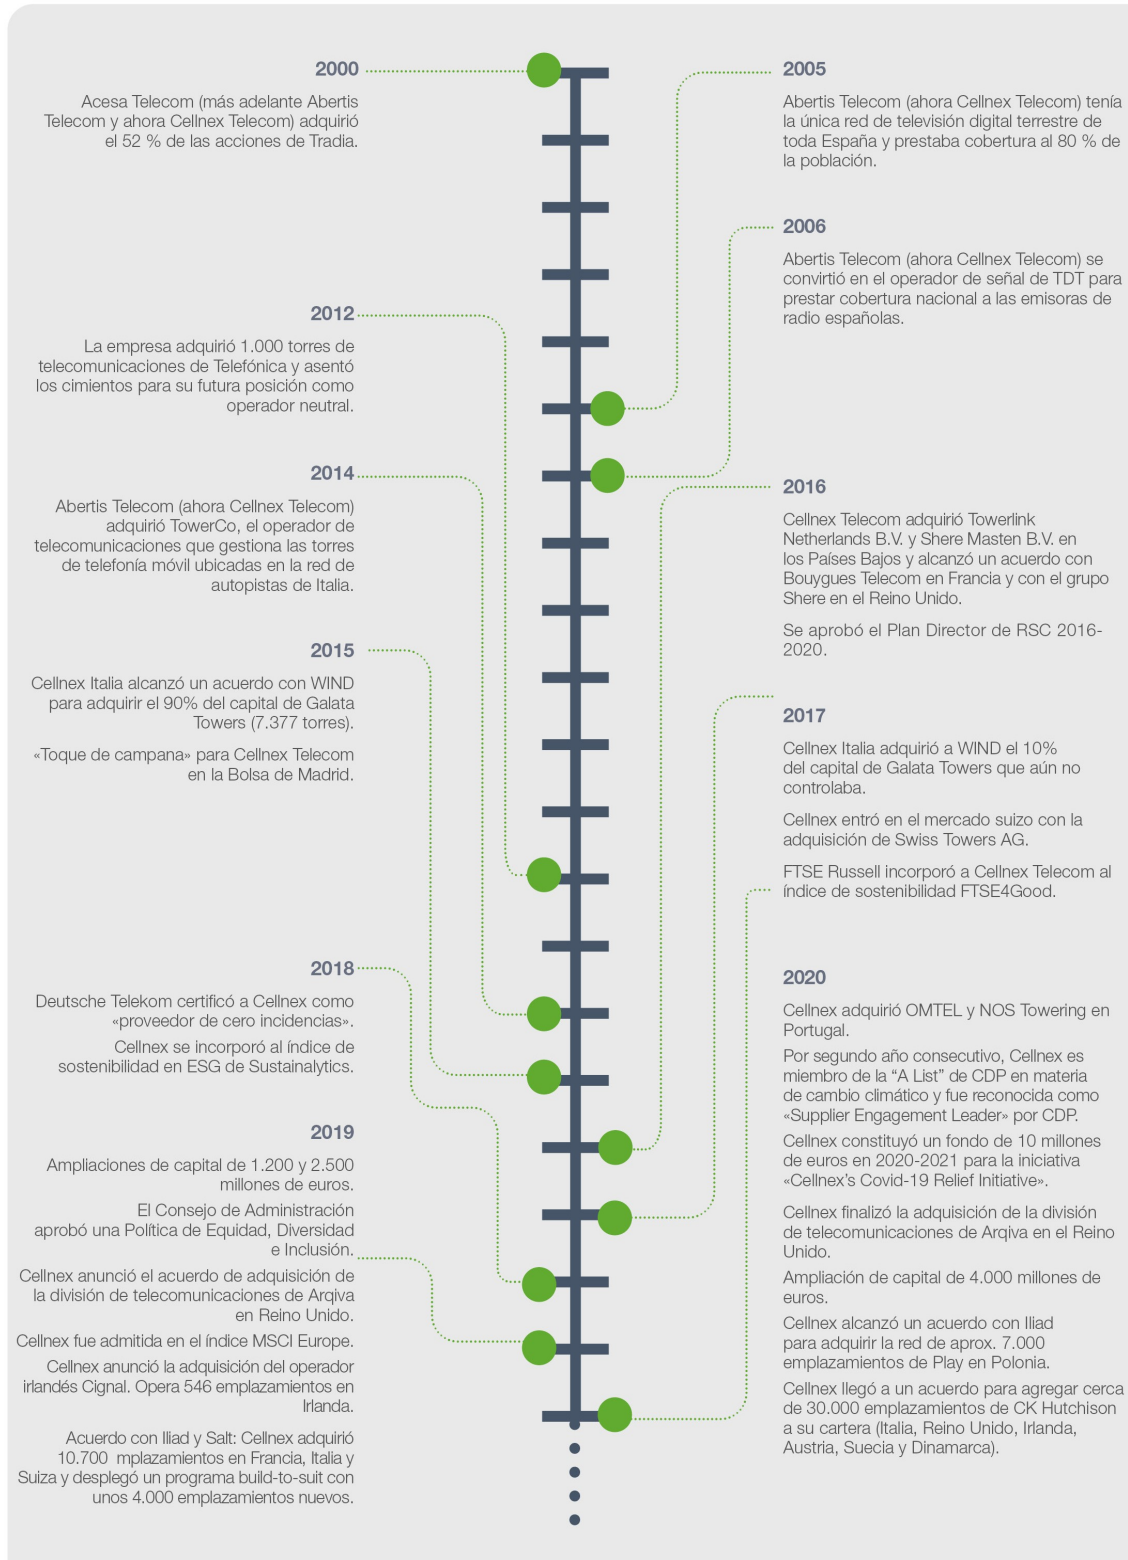 2000
Acesa Telecom (más adelante Abertis
Telecom y ahora Cellnex Telecom) adquirió
el 52 % de las acciones de Tradia.
2005
Abertis Telecom (ahora Cellnex Telecom) tenía
la única red de televisión digital terrestre de
toda España y prestaba cobertura al 80 % de
la población.
2006
Abertis Telecom (ahora Cellnex Telecom) se
convirtió en el operador de señal de TDT para
prestar cobertura nacional a las emisoras de
radio españolas.
2012
La empresa adquirió 1.000 torres de
telecomunicaciones de Telefónica y asentó
los cimientos para su futura posición como
operador neutral.
2014
Abertis Telecom (ahora Cellnex Telecom)
adquirió TowerCo, el operador de
telecomunicaciones que gestiona las torres
de telefonía móvil ubicadas en la red de
autopistas de Italia.
2015
Cellnex Italia alcanzó un acuerdo con WIND
para adquirir el 90% del capital de Galata
Towers (7.377 torres).
«Toque de campana» para Cellnex Telecom
en la Bolsa de Madrid.
2016
Cellnex Telecom adquirió Towerlink
Netherlands B.V. y Shere Masten B.V. en
los Países Bajos y alcanzó un acuerdo con
Bouygues Telecom en Francia y con el grupo
Shere en el Reino Unido.
Se aprobó el Plan Director de RSC 2016-
2020.
2017
Cellnex Italia adquirió a WIND el 10%
del capital de Galata Towers que aún no
controlaba.
Cellnex entró en el mercado suizo con la
adquisición de Swiss Towers AG.
FTSE Russell incorporó a Cellnex Telecom al
índice de sostenibilidad FTSE4Good.
2018
Deutsche Telekom certificó a Cellnex como
«proveedor de cero incidencias».
Cellnex se incorporó al índice de
sostenibilidad en ESG de Sustainalytics.
2019
Ampliaciones de capital de 1.200 y 2.500
millones de euros.
El Consejo de Administración
aprobó una Política de Equidad, Diversidad
e Inclusión.
Cellnex anunció el acuerdo de adquisición de
la división de telecomunicaciones de Arqiva
en Reino Unido.
Cellnex fue admitida en el índice MSCI Europe.
Cellnex anunció la adquisición del operador
irlandés Cignal. Opera 546 emplazamientos en
Irlanda.
Acuerdo con Iliad y Salt: Cellnex adquirió
10.700 mplazamientos en Francia, Italia y
Suiza y desplegó un programa build-to-suit con
unos 4.000 emplazamientos nuevos.
2020
Cellnex adquirió OMTEL y NOS Towering en
Portugal.
Por segundo año consecutivo, Cellnex es
miembro de la “A List” de CDP en materia
de cambio climático y fue reconocida como
«Supplier Engagement Leader» por CDP.
Cellnex constituyó un fondo de 10 millones
de euros en 2020-2021 para la iniciativa
«Cellnex’s Covid-19 Relief Initiative».
Cellnex finalizó la adquisición de la división
de telecomunicaciones de Arqiva en el Reino
Unido.
Ampliación de capital de 4.000 millones de
euros.
Cellnex alcanzó un acuerdo con Iliad
para adquirir la red de aprox. 7.000
emplazamientos de Play en Polonia.
Cellnex llegó a un acuerdo para agregar cerca
de 30.000 emplazamientos de CK Hutchison
a su cartera (Italia, Reino Unido, Irlanda,
Austria, Suecia y Dinamarca).